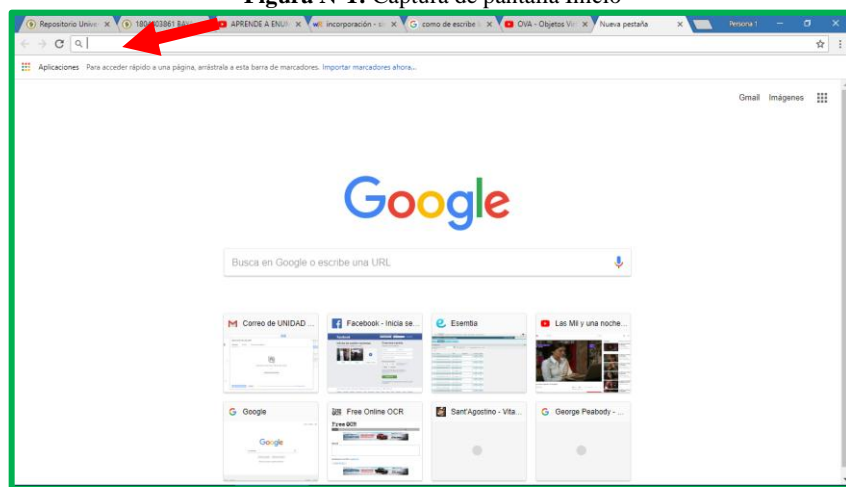 Figura Nº 1: Captura de pantalla inicio
Repositorio Univer
APRENDE A ENUN
incorporación - si
como de escribe l
OVA - Objetos Vir
Nueva pestaña
Persona 1
Aplicaciones Para acceder rápido a una página, arrástrala a esta barra de marcadores. Importar marcadores ahora...
Gmail Imágenes
Google
Busca en Google o escribe una URL
Correo de UNIDAD ...
Facebook - Inicia se...
Esemtia
Las Mil y una noche...
Google
Free Online OCR
Sant'Agostino - Vita...
George Peabody - ...
Google